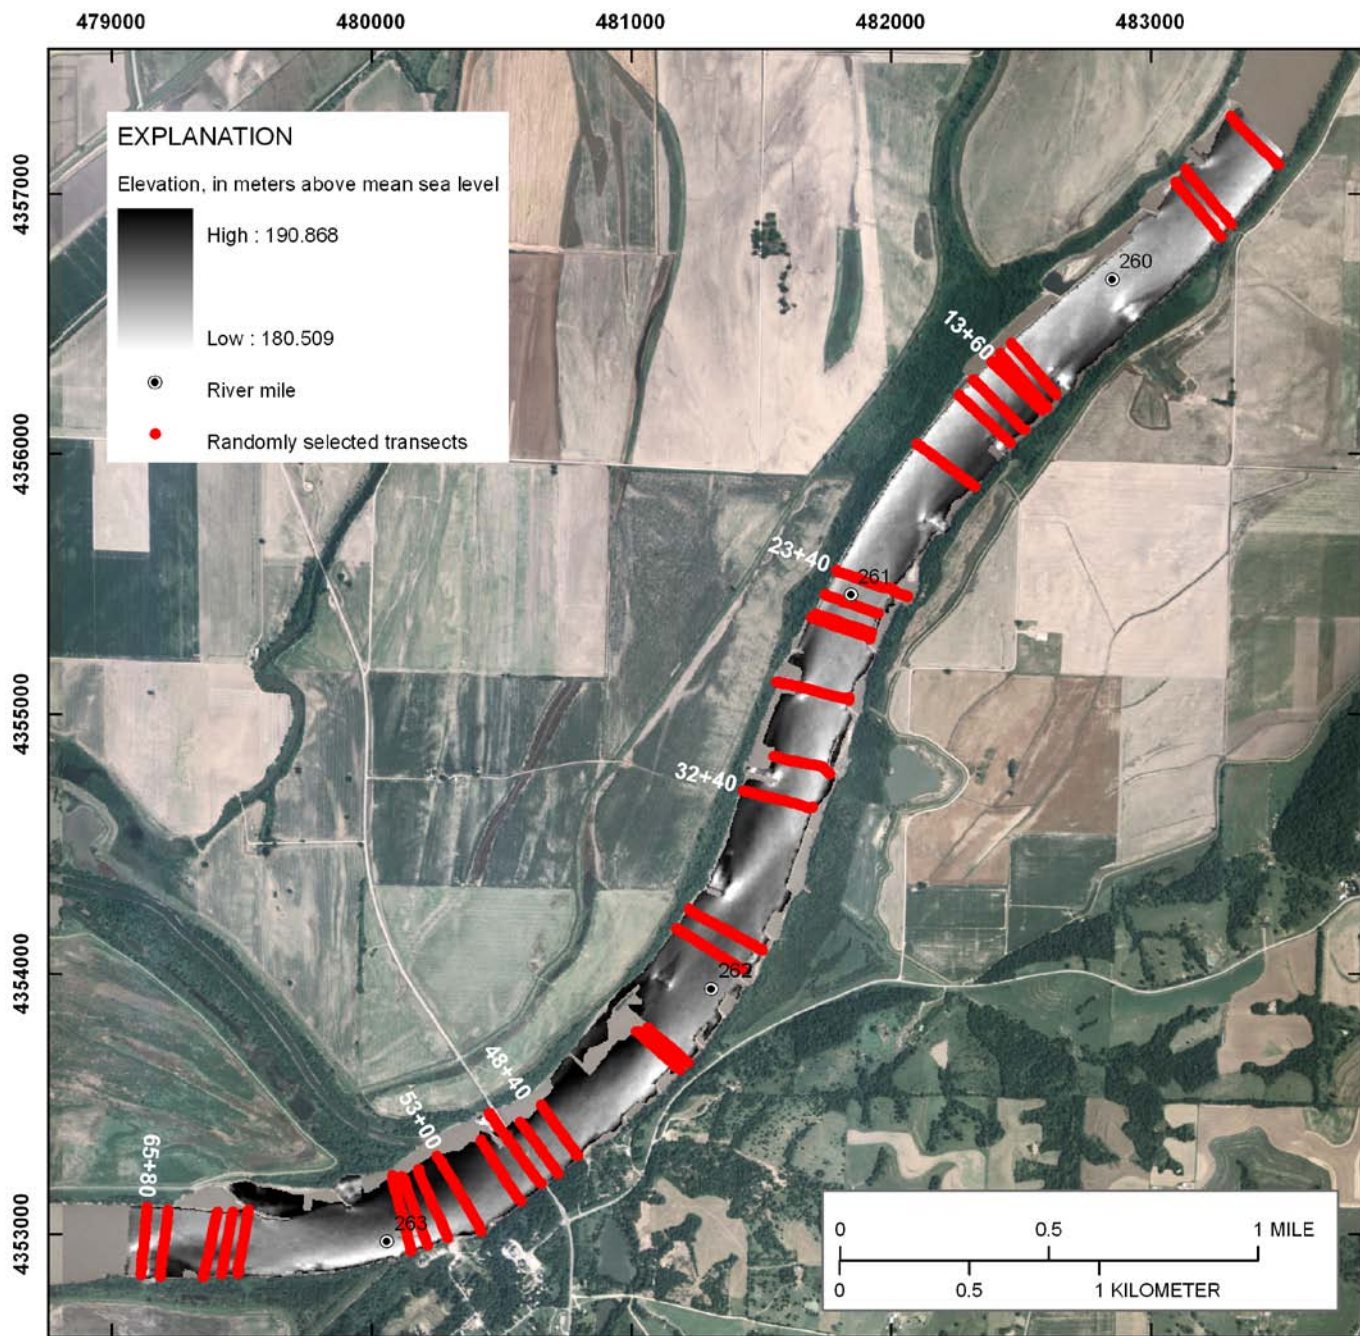 479000 480000 481000 482000 483000
4357000
4356000
4355000
4354000
4353000
EXPLANATION
Elevation, in meters above mean sea level
High : 190.868
Low : 180.509
River mile
Randomly selected transects
260
13+60
23+40
261
32+40
262
48+40
53+00
263
65+80
0 0.5 1 MILE
0 0.5 1 KILOMETER